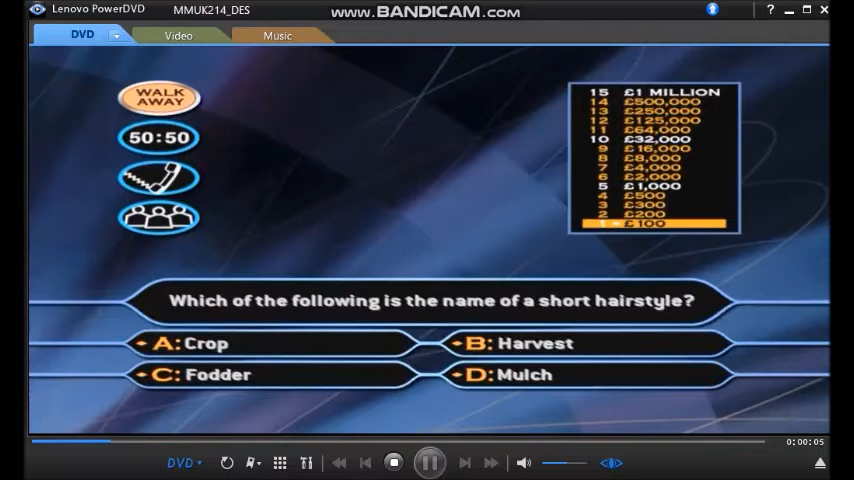 Lenovo PowerDVD
MMUK214_DES
www.BANDICAM.com
?
DVD
Video
Music
WALK
AWAY
50:50
15 £1 MILLION
14 £500,000
13 £250,000
12 £125,000
11 £64,000
10 £32,000
9 £16,000
8 £8,000
7 £4,000
6 £2,000
5 £1,000
4 £500
3 £300
2 £200
1 £100
Which of the following is the name of a short hairstyle?
A: Crop
B: Harvest
C: Fodder
D: Mulch
0:00:05
DVD